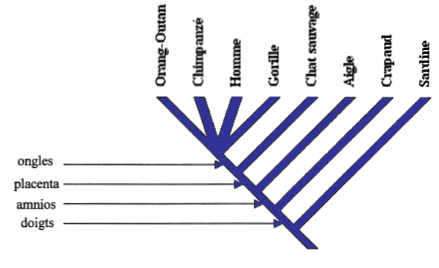 Orang-Outan
Chimpanzé
Homme
Gorille
Chat sauvage
Aigle
Crapaud
Sardine
ongles
placenta
amnios
doigts